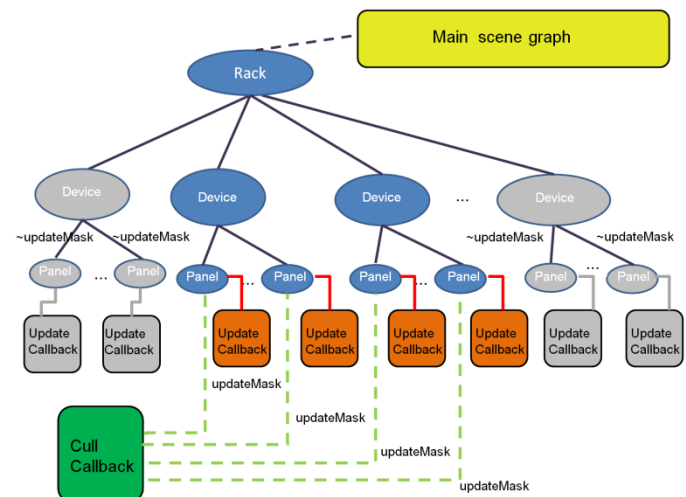 Main scene graph
Rack
Device
Device
Device
...
Device
~updateMask
~updateMask
~updateMask
~updateMask
Panel
...
Panel
Panel
...
Panel
Panel
...
Panel
Panel
...
Panel
Update
Callback
Update
Callback
Update
Callback
Update
Callback
Update
Callback
Update
Callback
Update
Callback
Update
Callback
updateMask
updateMask
updateMask
updateMask
Cull
Callback